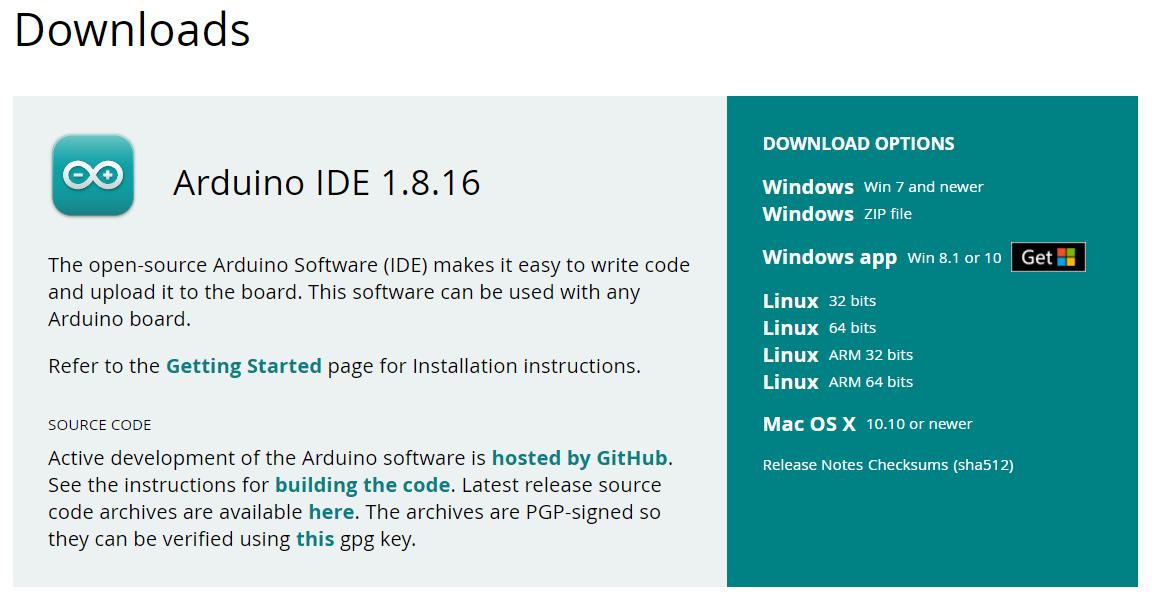 Downloads
Arduino IDE 1.8.16
The open-source Arduino Software (IDE) makes it easy to write code
and upload it to the board. This software can be used with any
Arduino board.
Refer to the Getting Started page for Installation instructions.
SOURCE CODE
Active development of the Arduino software is hosted by GitHub.
See the instructions for building the code. Latest release source
code archives are available here. The archives are PGP-signed so
they can be verified using this gpg key.
DOWNLOAD OPTIONS
Windows Win 7 and newer
Windows ZIP file
Windows app Win 8.1 or 10 Get
Linux 32 bits
Linux 64 bits
Linux ARM 32 bits
Linux ARM 64 bits
Mac OS X 10.10 or newer
Release Notes Checksums (sha512)